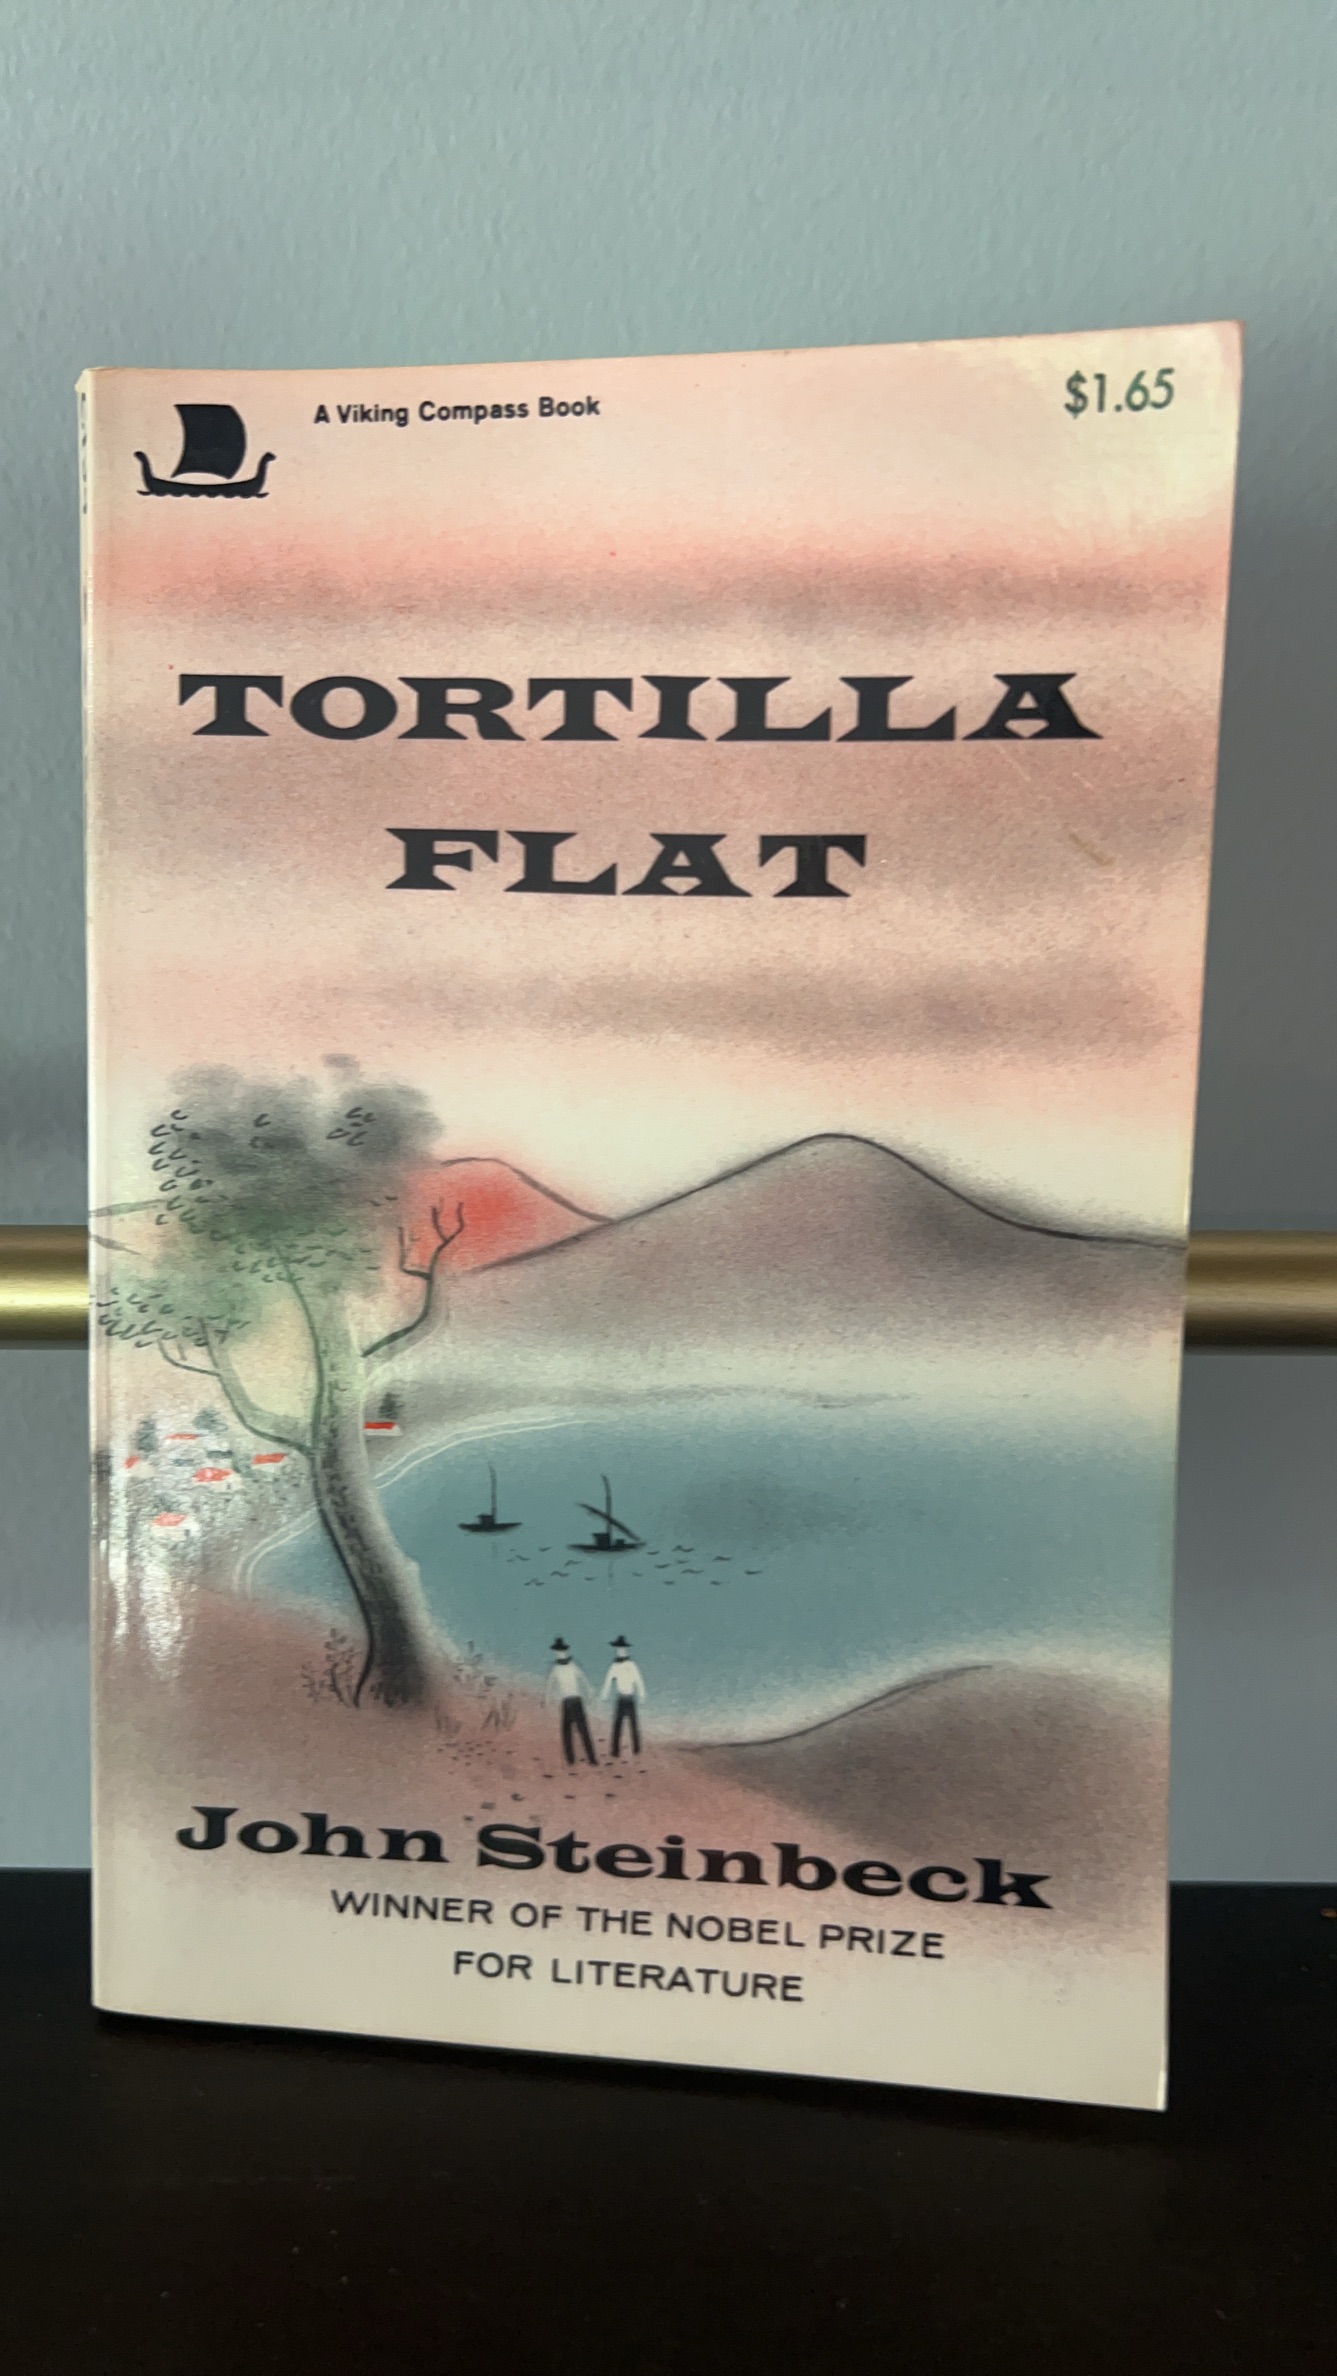 A Viking Compass Book
$1.65
TORTILLA
FLAT
John Steinbeck
WINNER OF THE NOBEL PRIZE
FOR LITERATURE